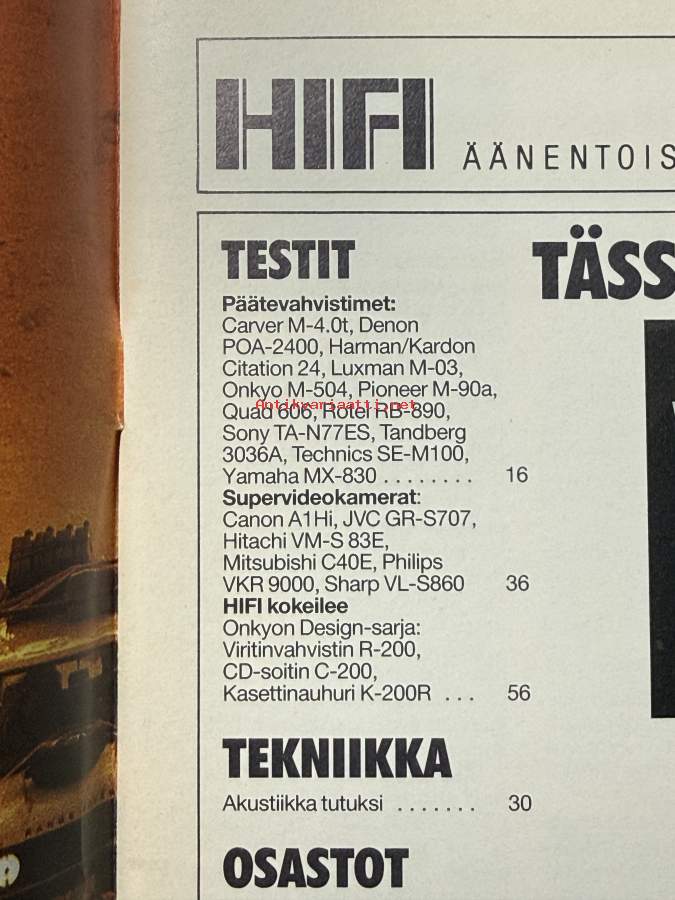 HIFI
ÄÄNENTOIS
TESTIT
TÄSS
Päätevahvistimet:
Carver M-4.0t, Denon
POA-2400, Harman/Kardon
Citation 24, Luxman M-03,
Onkyo M-504, Pioneer M-90a,
Antikvariaatti.net
Quad 606, Rotel RB-890,
Sony TA-N77ES, Tandberg
3036A, Technics SE-M100,
Yamaha MX-830 ........ 16
Supervideokamerat:
Canon A1Hi, JVC GR-S707,
Hitachi VM-S 83E,
Mitsubishi C40E, Philips
VKR 9000, Sharp VL-S860 36
HIFI kokeilee
Onkyon Design-sarja:
Viritinvahvistin R-200,
CD-soitin C-200,
Kasettinauhuri K-200R ... 56
TEKNIIKKA
Akustiikka tutuksi ....... 30
OSASTOT